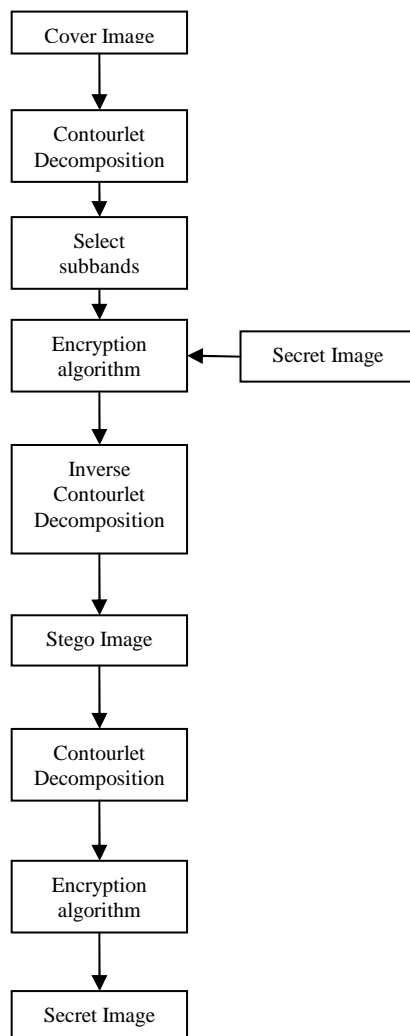 Cover Image
Contourlet
Decomposition
Select
subbands
Encryption
algorithm
Secret Image
Inverse
Contourlet
Decomposition
Stego Image
Contourlet
Decomposition
Encryption
algorithm
Secret Image